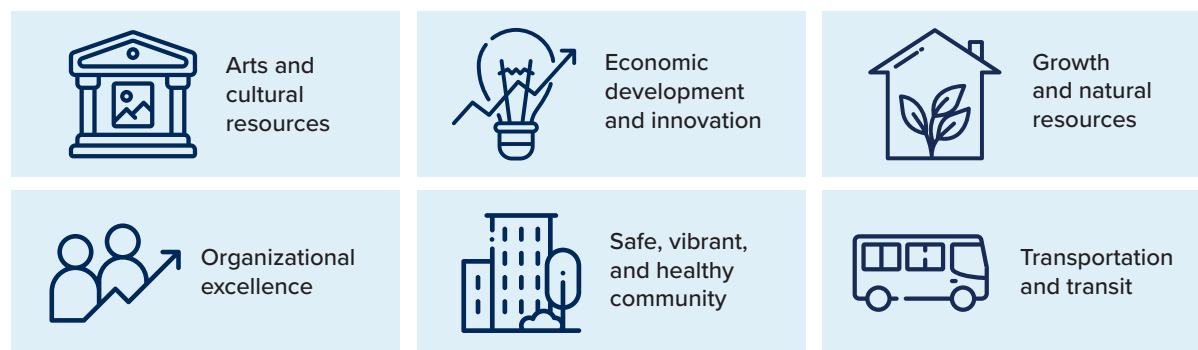 Arts and
cultural
resources
Economic
development
and innovation
Growth
and natural
resources
Organizational
excellence
Safe, vibrant,
and healthy
community
Transportation
and transit